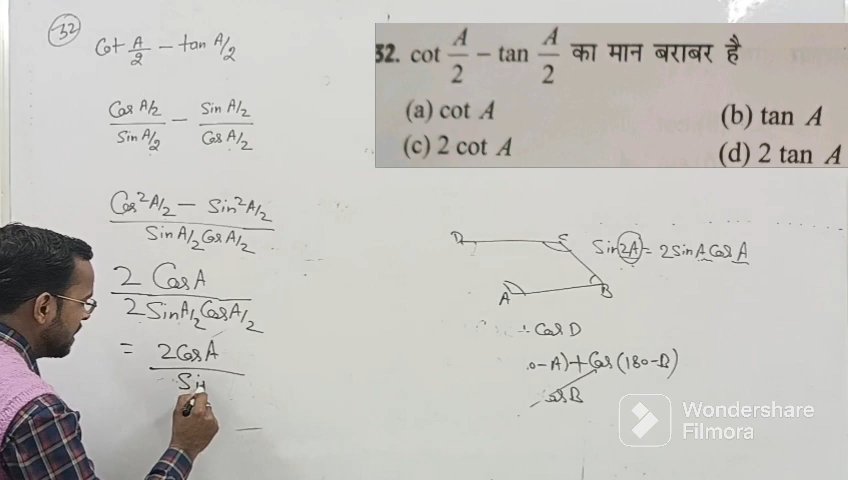 32
Cot A/2 - tan A/2
Cos A/2 / Sin A/2 - Sin A/2 / Cos A/2
Cos²A/2 - Sin²A/2 / Sin A/2 Cos A/2
2 Cos A / 2 Sin A/2 Cos A/2
= 2 Cos A / Si
32. cot A/2 - tan A/2 का मान बराबर है
(a) cot A
(b) tan A
(c) 2 cot A
(d) 2 tan A
D C
A B
Sin 2A = 2 Sin A Cos A
∴ Cos D
0-A) + Cos (180-B)
os B
Wondershare
Filmora